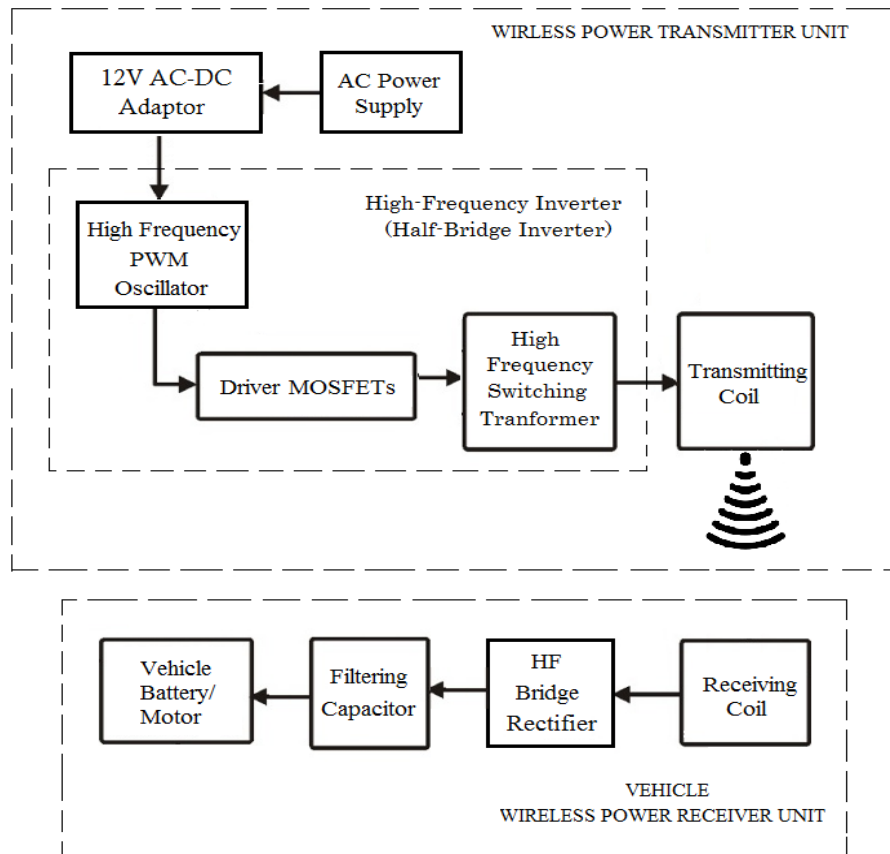 WIRLESS POWER TRANSMITTER UNIT
12V AC-DC
Adaptor
AC Power
Supply
High-Frequency Inverter
(Half-Bridge Inverter)
High Frequency
PWM
Oscillator
Driver MOSFETs
High
Frequency
Switching
Tranformer
Transmitting
Coil
Vehicle
Battery/
Motor
Filtering
Capacitor
HF
Bridge
Rectifier
Receiving
Coil
VEHICLE
WIRELESS POWER RECEIVER UNIT